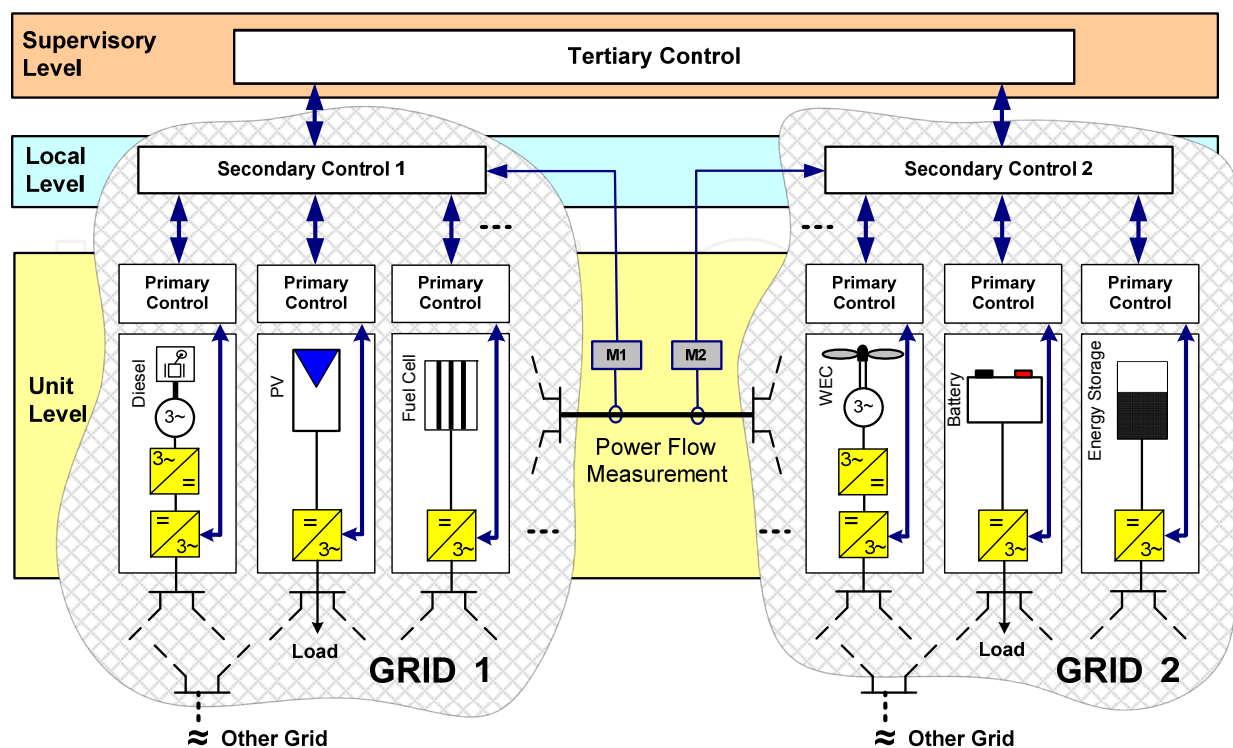 Supervisory
Level
Tertiary Control
Local
Level
Secondary Control 1
Secondary Control 2
Unit
Level
Primary
Control
Primary
Control
Primary
Control
Primary
Control
Primary
Control
Primary
Control
Diesel
3~
3~
=
=
3~
PV
=
3~
Fuel Cell
=
3~
M1
M2
Power Flow
Measurement
WEC
3~
3~
=
=
3~
Battery
=
3~
Energy Storage
=
3~
Load
GRID 1
Load
GRID 2
≈ Other Grid
≈ Other Grid